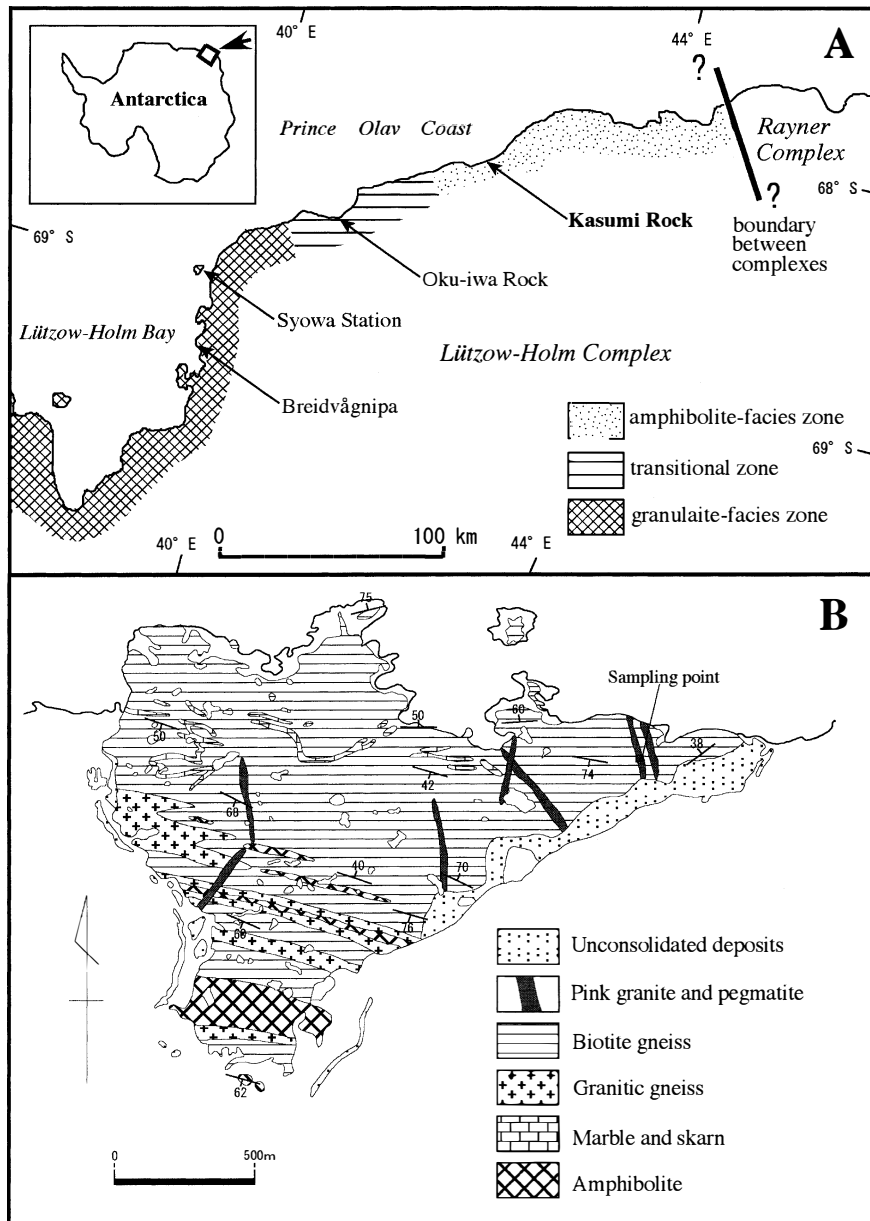 40° E
44° E
A
Antarctica
?
Prince Olav Coast
Rayner
Complex
68° S
?
Kasumi Rock
69° S
boundary
between
complexes
Oku-iwa Rock
Syowa Station
Lützow-Holm Bay
Lützow-Holm Complex
Breidvågnipa
amphibolite-facies zone
69° S
transitional zone
granulaite-facies zone
0 100 km
40° E
44° E
B
75
Sampling point
60
50
50
38
74
42
68
40
70
76
68
62
Unconsolidated deposits
Pink granite and pegmatite
Biotite gneiss
Granitic gneiss
Marble and skarn
Amphibolite
0 500m